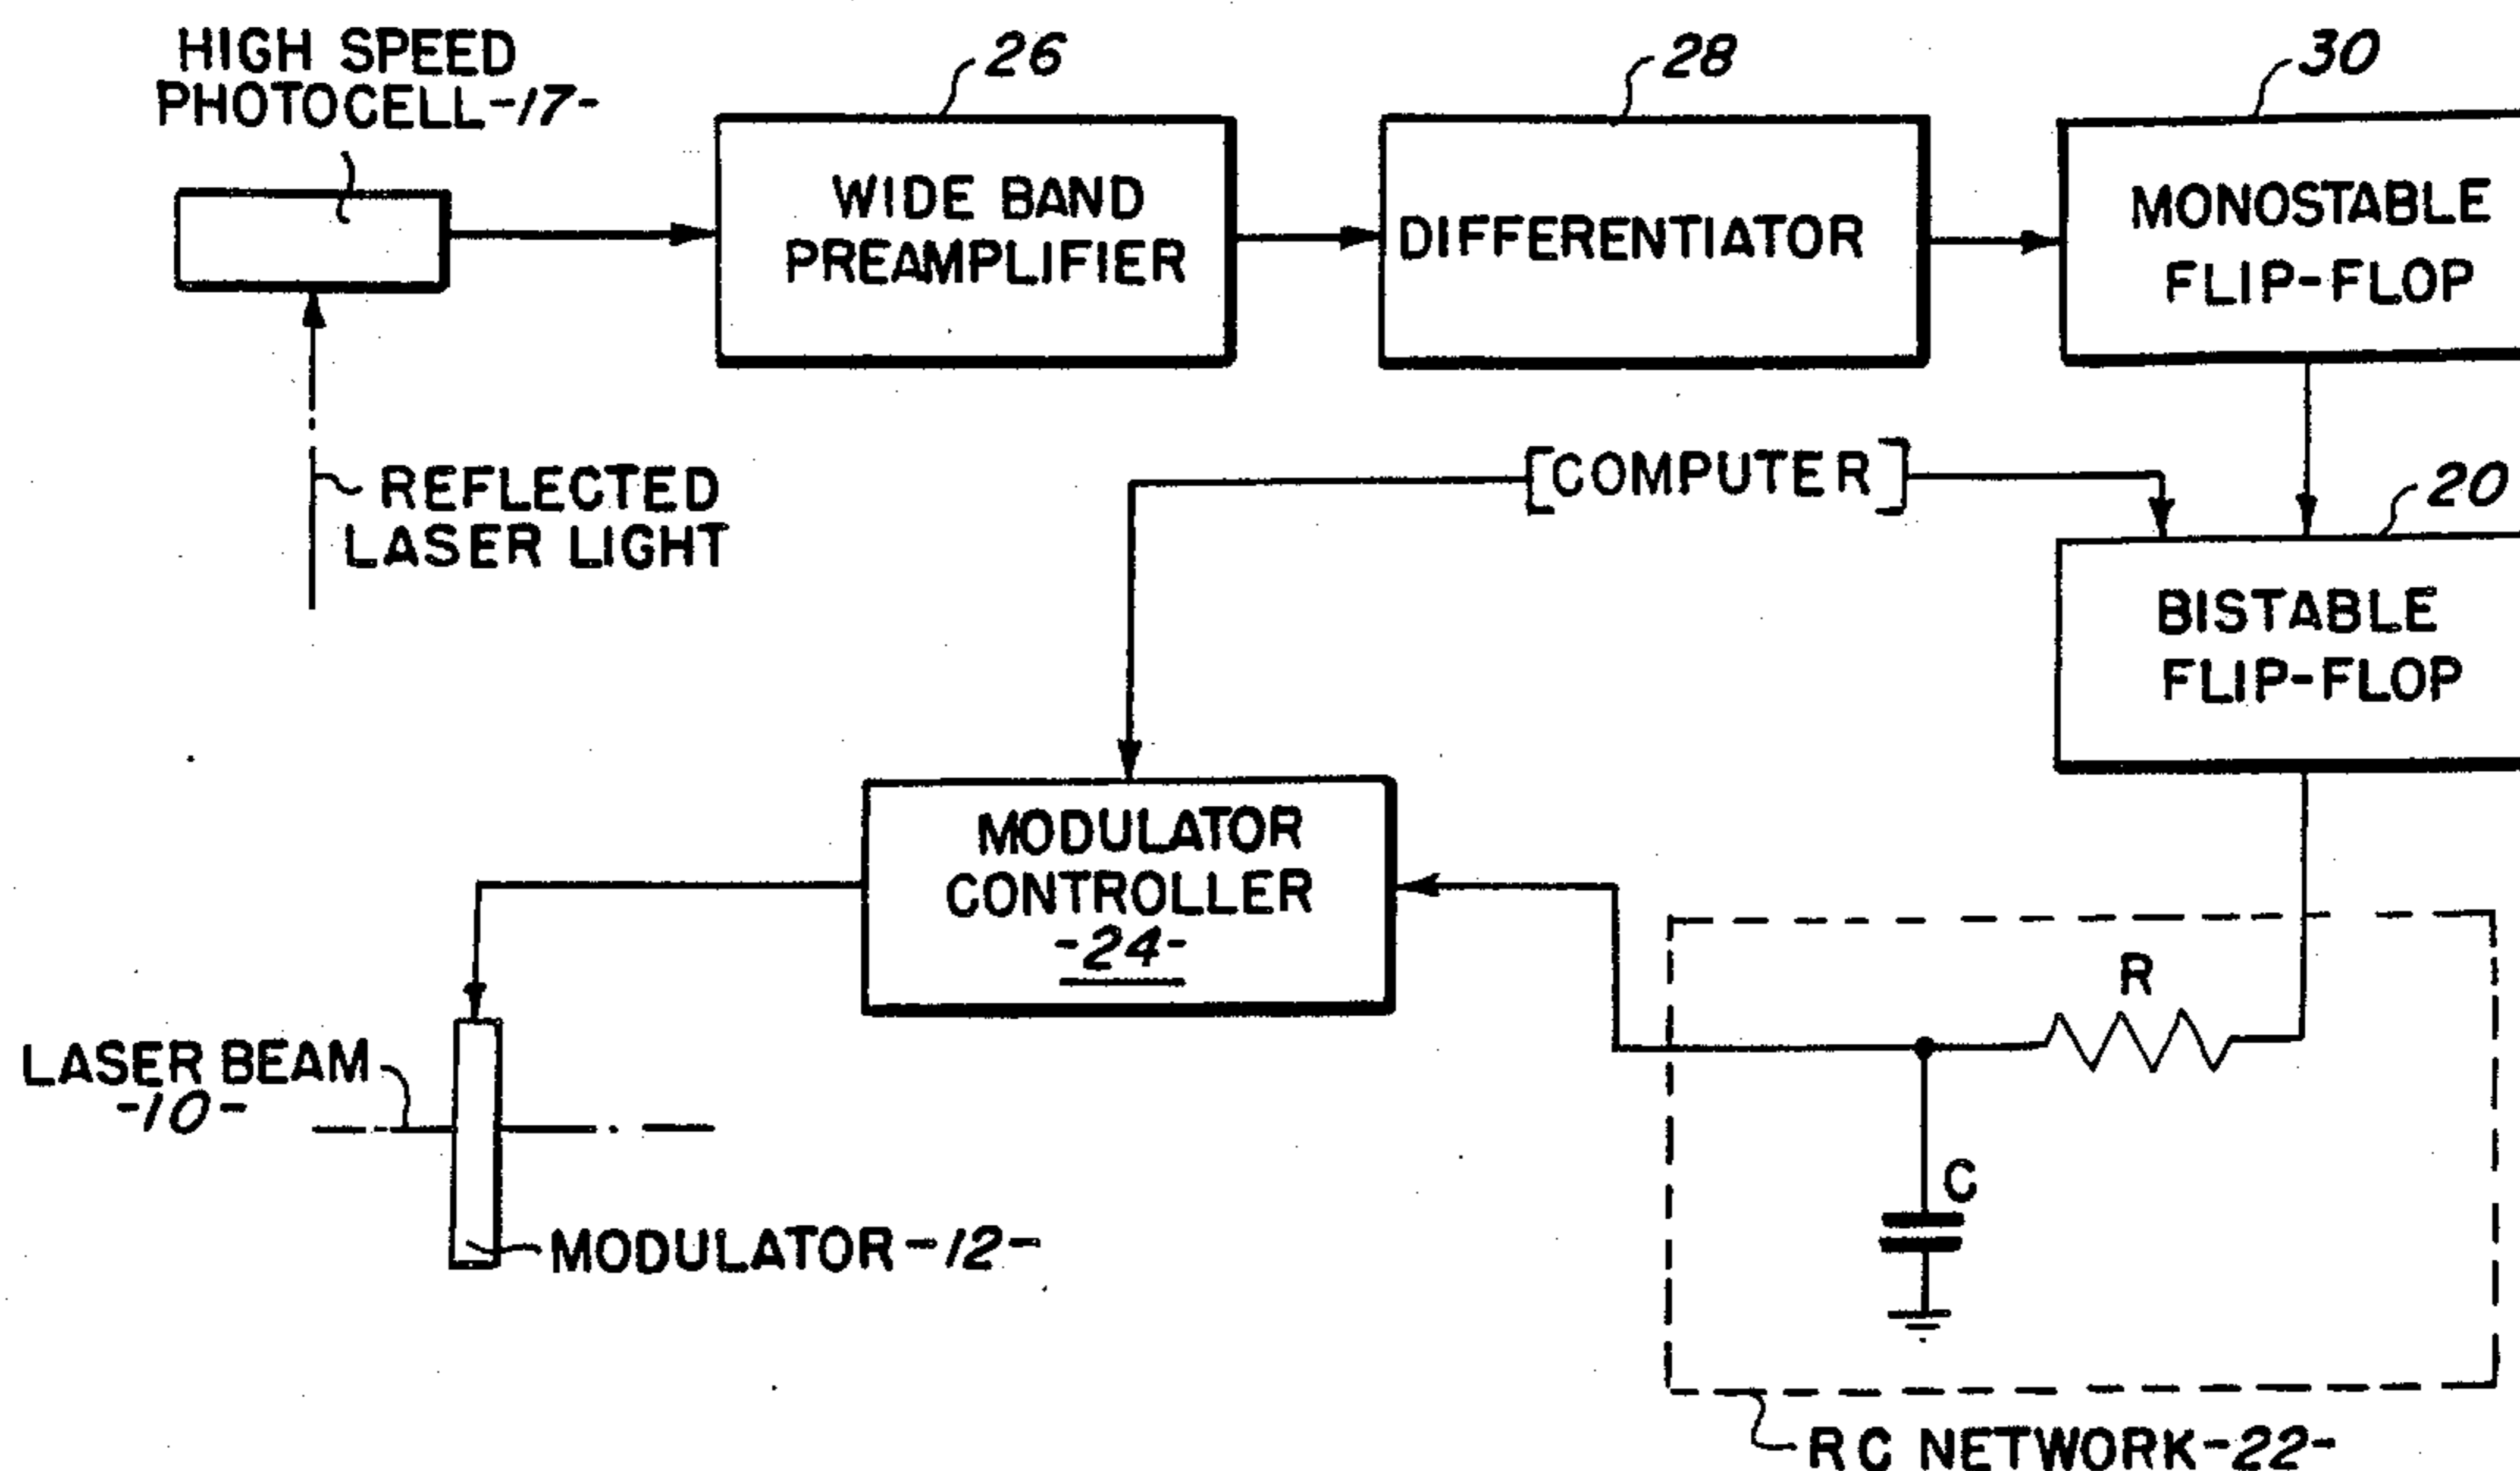 HIGH SPEED
PHOTOCELL-17-
26
28
30
WIDE BAND
PREAMPLIFIER
DIFFERENTIATOR
MONOSTABLE
FLIP-FLOP
REFLECTED
LASER LIGHT
[COMPUTER]
20
BISTABLE
FLIP-FLOP
MODULATOR
CONTROLLER
-24-
R
LASER BEAM
-10-
C
MODULATOR-12-
RC NETWORK-22-